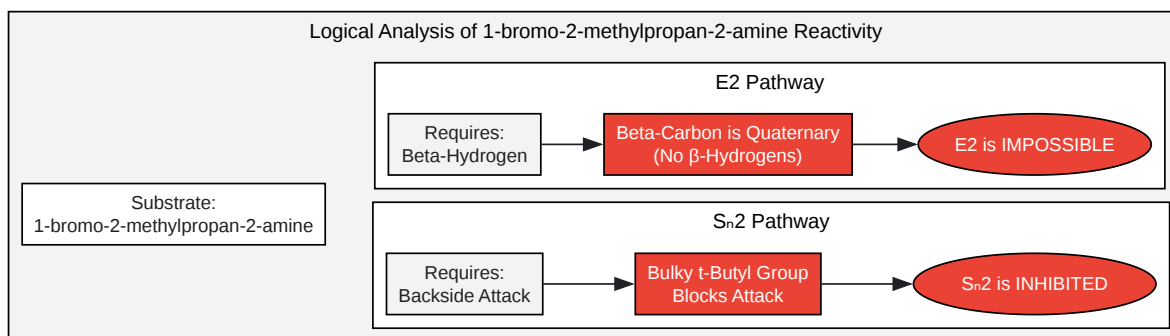 Logical Analysis of 1-bromo-2-methylpropan-2-amine Reactivity
E2 Pathway
Requires:
Beta-Hydrogen
Beta-Carbon is Quaternary
(No β-Hydrogens)
E2 is IMPOSSIBLE
Substrate:
1-bromo-2-methylpropan-2-amine
Sₙ2 Pathway
Requires:
Backside Attack
Bulky t-Butyl Group
Blocks Attack
Sₙ2 is INHIBITED